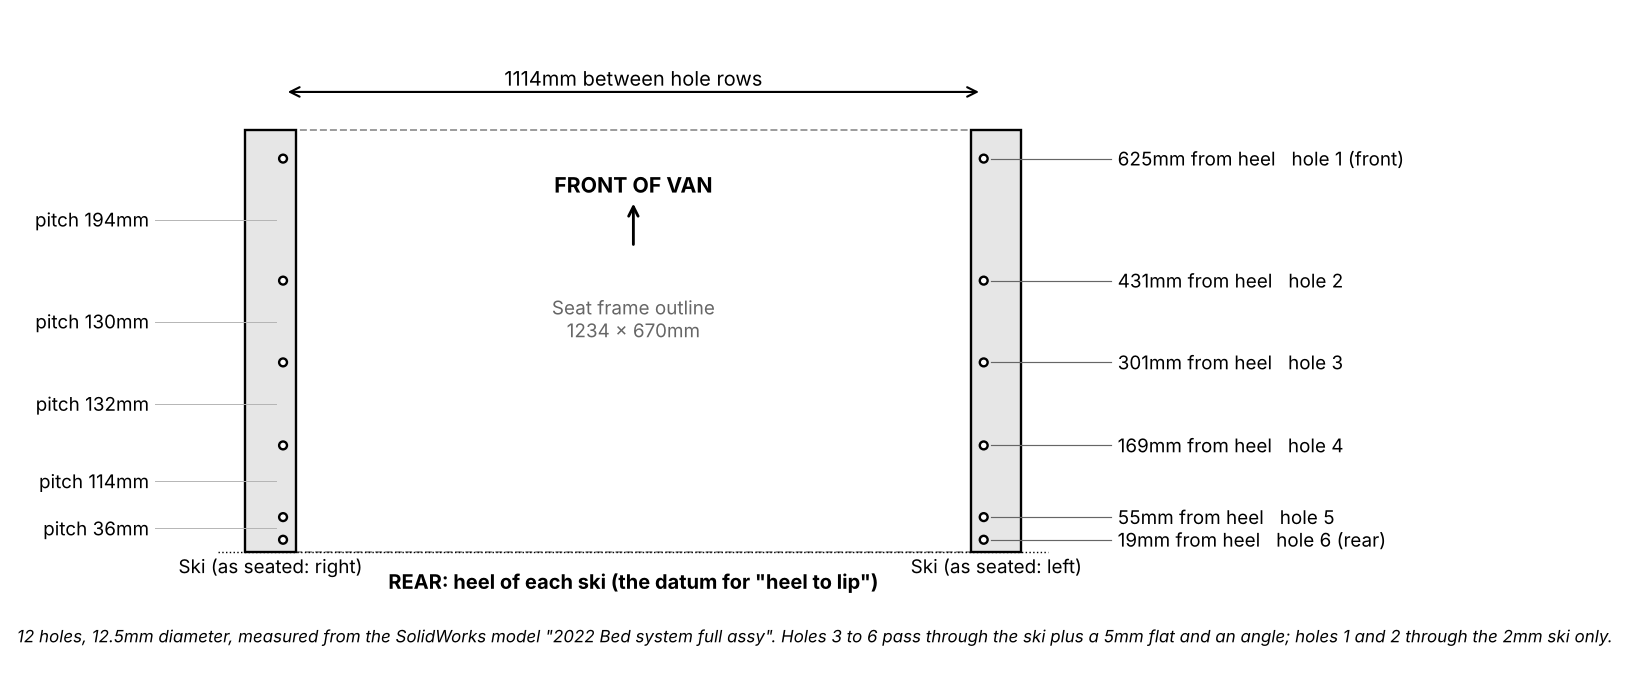 1114mm between hole rows
FRONT OF VAN
625mm from heel   hole 1 (front)
pitch 194mm
431mm from heel   hole 2
Seat frame outline
1234 × 670mm
pitch 130mm
301mm from heel   hole 3
pitch 132mm
169mm from heel   hole 4
pitch 114mm
55mm from heel   hole 5
pitch 36mm
19mm from heel   hole 6 (rear)
Ski (as seated: right)
Ski (as seated: left)
REAR: heel of each ski (the datum for "heel to lip")
12 holes, 12.5mm diameter, measured from the SolidWorks model "2022 Bed system full assy". Holes 3 to 6 pass through the ski plus a 5mm flat and an angle; holes 1 and 2 through the 2mm ski only.